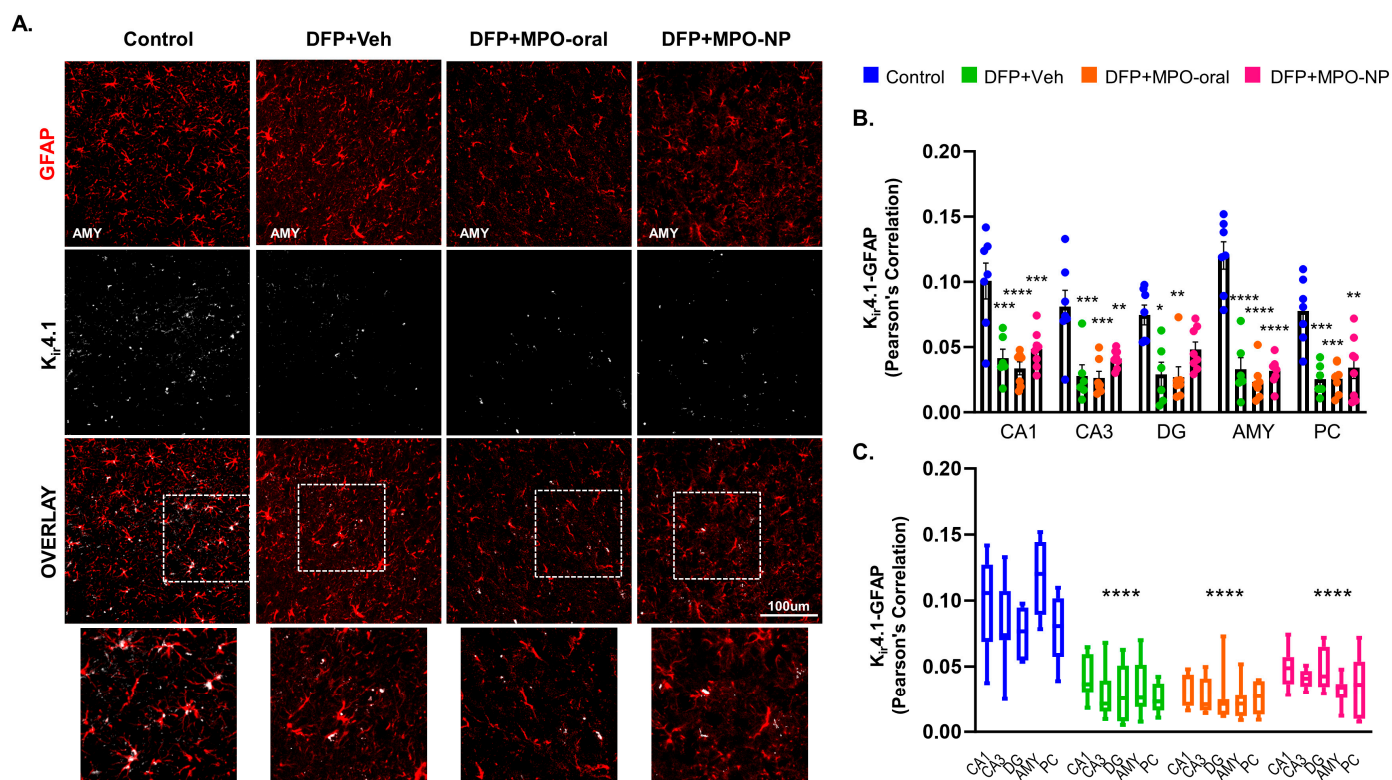 A.
Control
DFP+Veh
DFP+MPO-oral
DFP+MPO-NP
GFAP
AMY
AMY
AMY
AMY
Kir4.1
OVERLAY
100um
Control
DFP+Veh
DFP+MPO-oral
DFP+MPO-NP
B.
Kir4.1-GFAP
(Pearson's Correlation)
0.20
0.15
0.10
0.05
0.00
***
****
***
***
***
**
*
**
****
****
****
***
***
**
CA1
CA3
DG
AMY
PC
C.
Kir4.1-GFAP
(Pearson's Correlation)
0.20
0.15
0.10
0.05
0.00
****
****
****
CA1
CA3
DG
AMY
PC
CA1
CA3
DG
AMY
PC
CA1
CA3
DG
AMY
PC
CA1
CA3
DG
AMY
PC